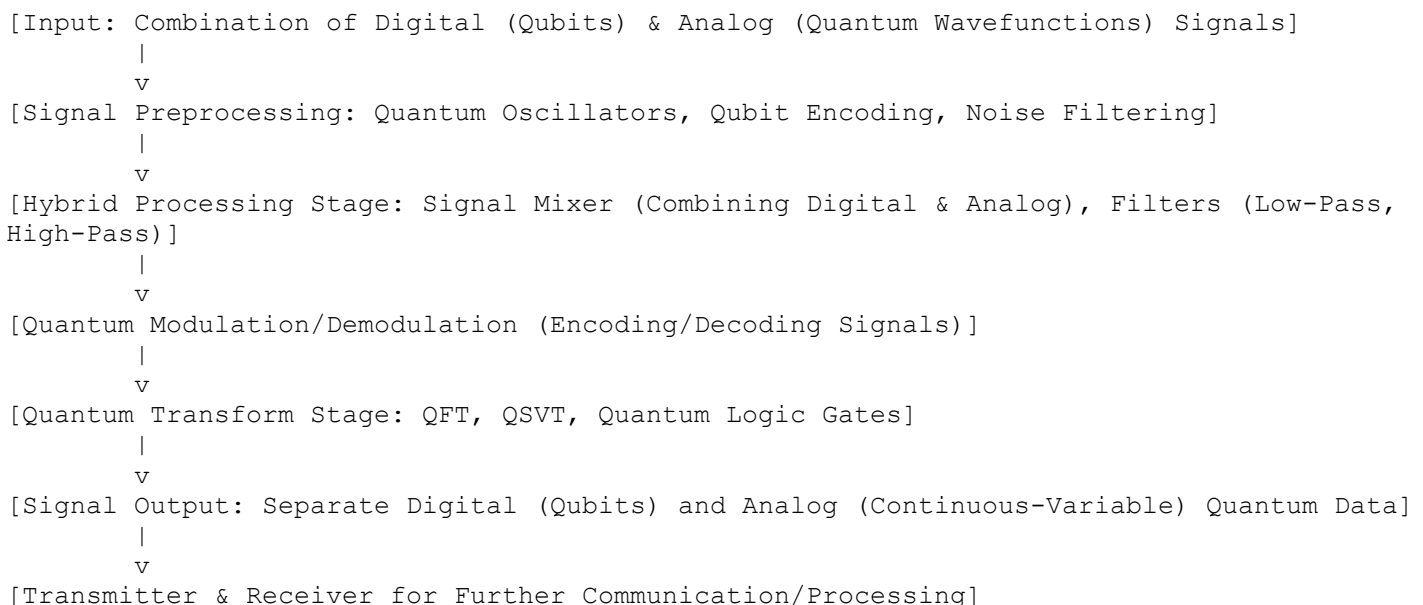 [Input: Combination of Digital (Qubits) & Analog (Quantum Wavefunctions) Signals]
|
v
[Signal Preprocessing: Quantum Oscillators, Qubit Encoding, Noise Filtering]
|
v
[Hybrid Processing Stage: Signal Mixer (Combining Digital & Analog), Filters (Low-Pass,
High-Pass)]
|
v
[Quantum Modulation/Demodulation (Encoding/Decoding Signals)]
|
v
[Quantum Transform Stage: QFT, QSVT, Quantum Logic Gates]
|
v
[Signal Output: Separate Digital (Qubits) and Analog (Continuous-Variable) Quantum Data]
|
v
[Transmitter & Receiver for Further Communication/Processing]